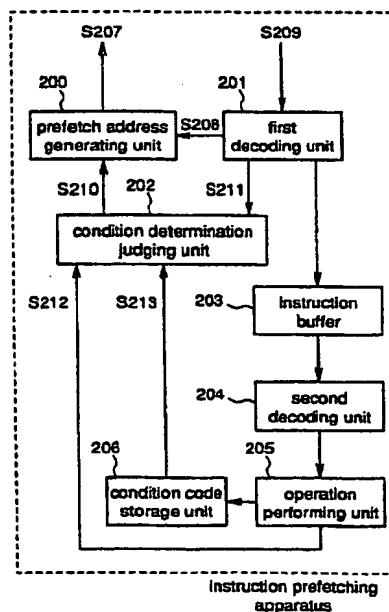 S207
S209
200
201
prefetch address
generating unit
S208
first
decoding unit
S210
202
S211
condition determination
judging unit
S212
S213
203
instruction
buffer
204
second
decoding unit
206
205
condition code
storage unit
operation
performing unit
instruction prefetching
apparatus